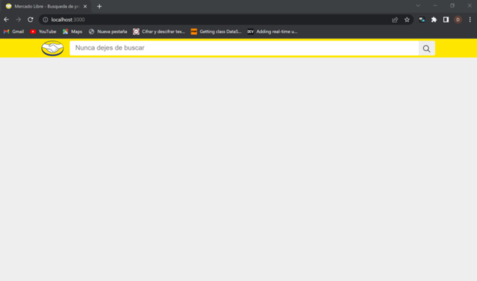 Mercado Libre - Busqueda de p
localhost:3000
Gmail YouTube Maps Nueva pestaña Cifrar y descifrar tex... Getting class DataS... Adding real-time u...
Nunca dejes de buscar